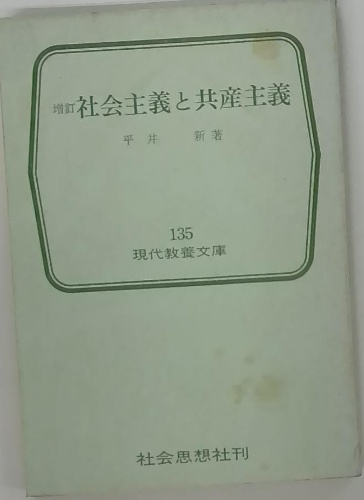 増訂 社会主義と共産主義
平井 新著
135
現代教養文庫
社会思想社刊